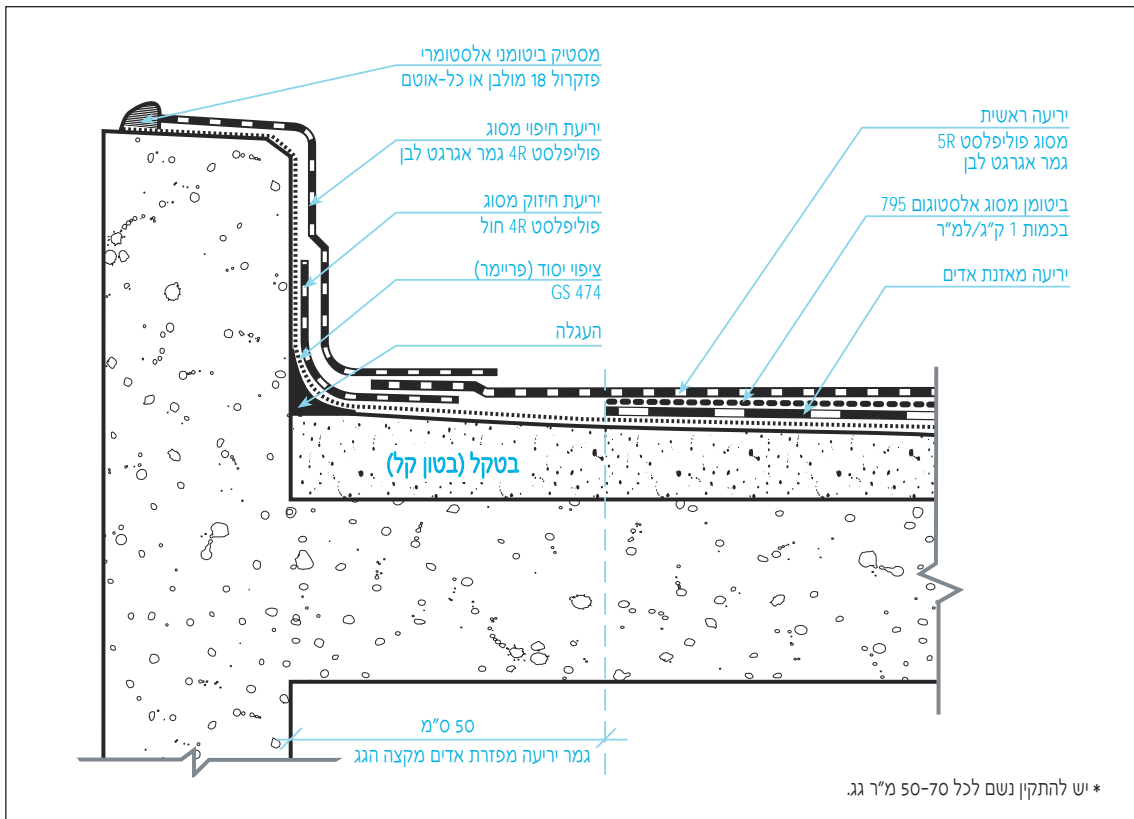 מסטיק ביטומני אלסטומרי
פזקרול 18 מולבן או כל-אוטם
יריעת חיפוי מסוג
פוליפלסט 4R גמר אגרגט לבן
יריעת חיזוק מסוג
פוליפלסט 4R חול
ציפוי יסוד (פריימר)
GS 474
העגלה
יריעה ראשית
מסוג פוליפלסט 5R
גמר אגרגט לבן
ביטומן מסוג אלסטוגום 795
בכמות 1 ק"ג/למ"ר
יריעה מאזנת אדים
בטקל (בטון קל)
50 ס"מ
גמר יריעה מפזרת אדים מקצה הגג
* יש להתקין נשם לכל 50-70 מ"ר גג.